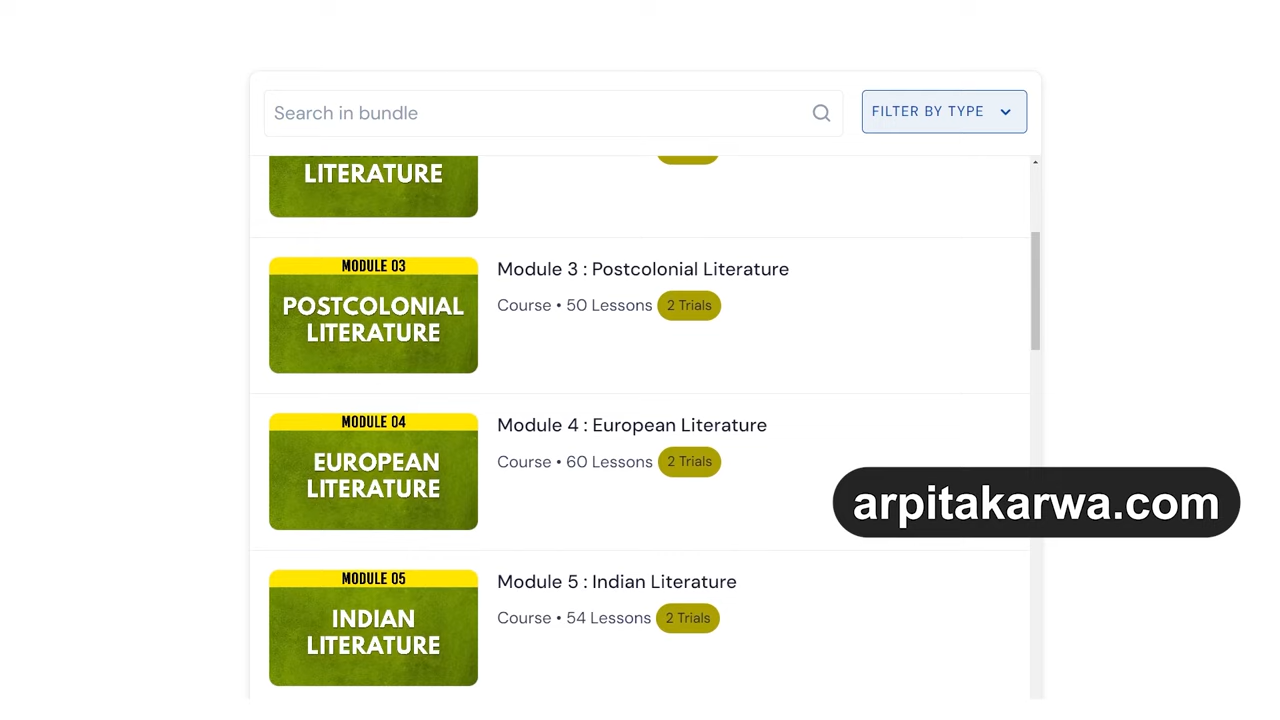 Search in bundle
FILTER BY TYPE
LITERATURE
MODULE 03
POSTCOLONIAL
LITERATURE
Module 3 : Postcolonial Literature
Course • 50 Lessons 2 Trials
MODULE 04
EUROPEAN
LITERATURE
Module 4 : European Literature
Course • 60 Lessons 2 Trials
arpitakarwa.com
MODULE 05
INDIAN
LITERATURE
Module 5 : Indian Literature
Course • 54 Lessons 2 Trials